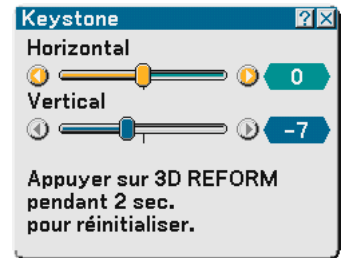 Keystone
Horizontal
0
Vertical
-7
Appuyer sur 3D REFORM
pendant 2 sec.
pour réinitialiser.